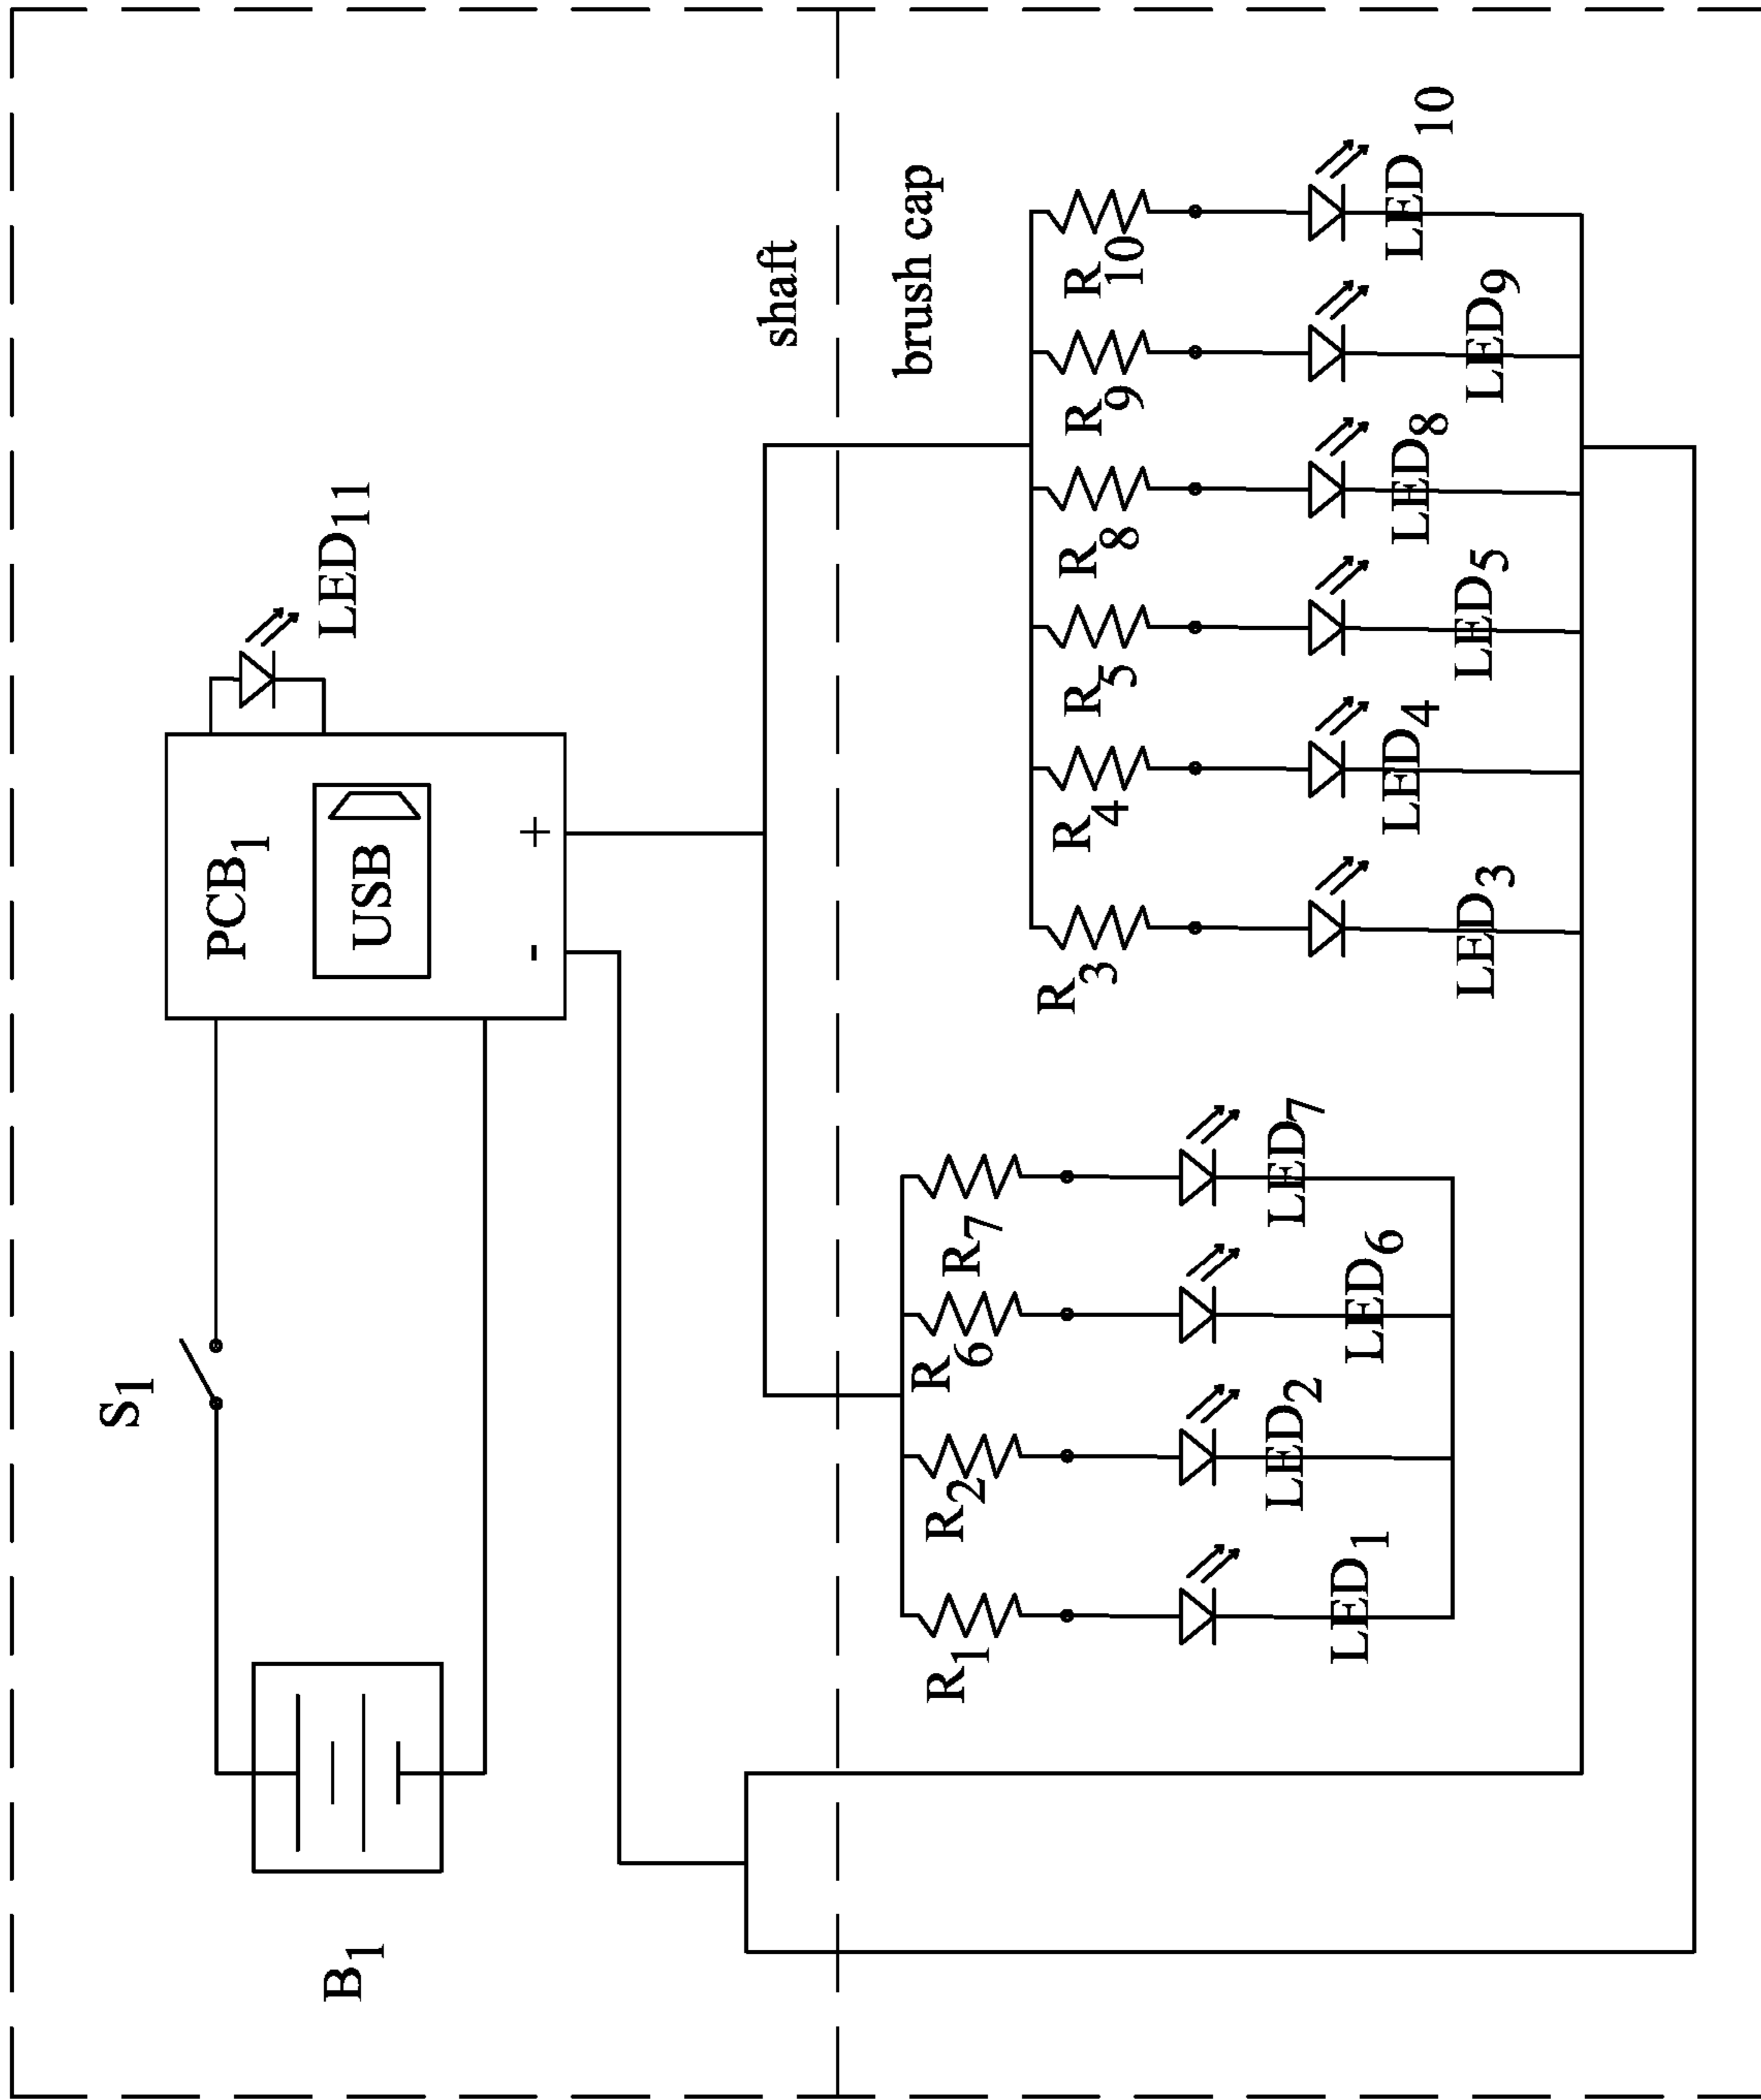 S1
B1
PCB1
USB
- +
LED11
shaft
brush cap
R1
R2
R6
R7
LED1
LED2
LED6
LED7
R3
R4
R5
R8
R9
R10
LED3
LED4
LED5
LED8
LED9
LED10